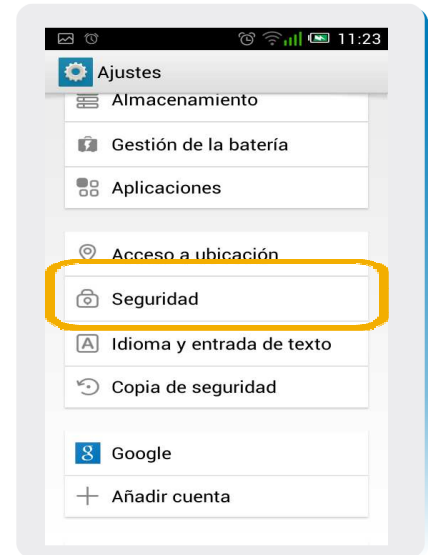 11:23
Ajustes
Almacenamiento
Gestión de la batería
Aplicaciones
Acceso a ubicación
Seguridad
A Idioma y entrada de texto
Copia de seguridad
8 Google
Añadir cuenta